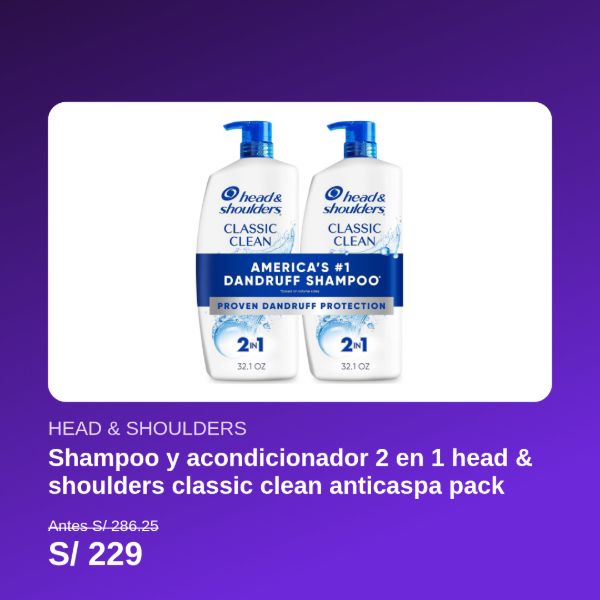 head&
shoulders
CLASSIC
CLEAN
head&
shoulders
CLASSIC
CLEAN
AMERICA'S #1
DANDRUFF SHAMPOO*
PROVEN DANDRUFF PROTECTION
2IN1
32.1 OZ
2IN1
32.1 OZ
HEAD & SHOULDERS
Shampoo y acondicionador 2 en 1 head &
shoulders classic clean anticaspa pack
Antes S/ 286.25
S/ 229